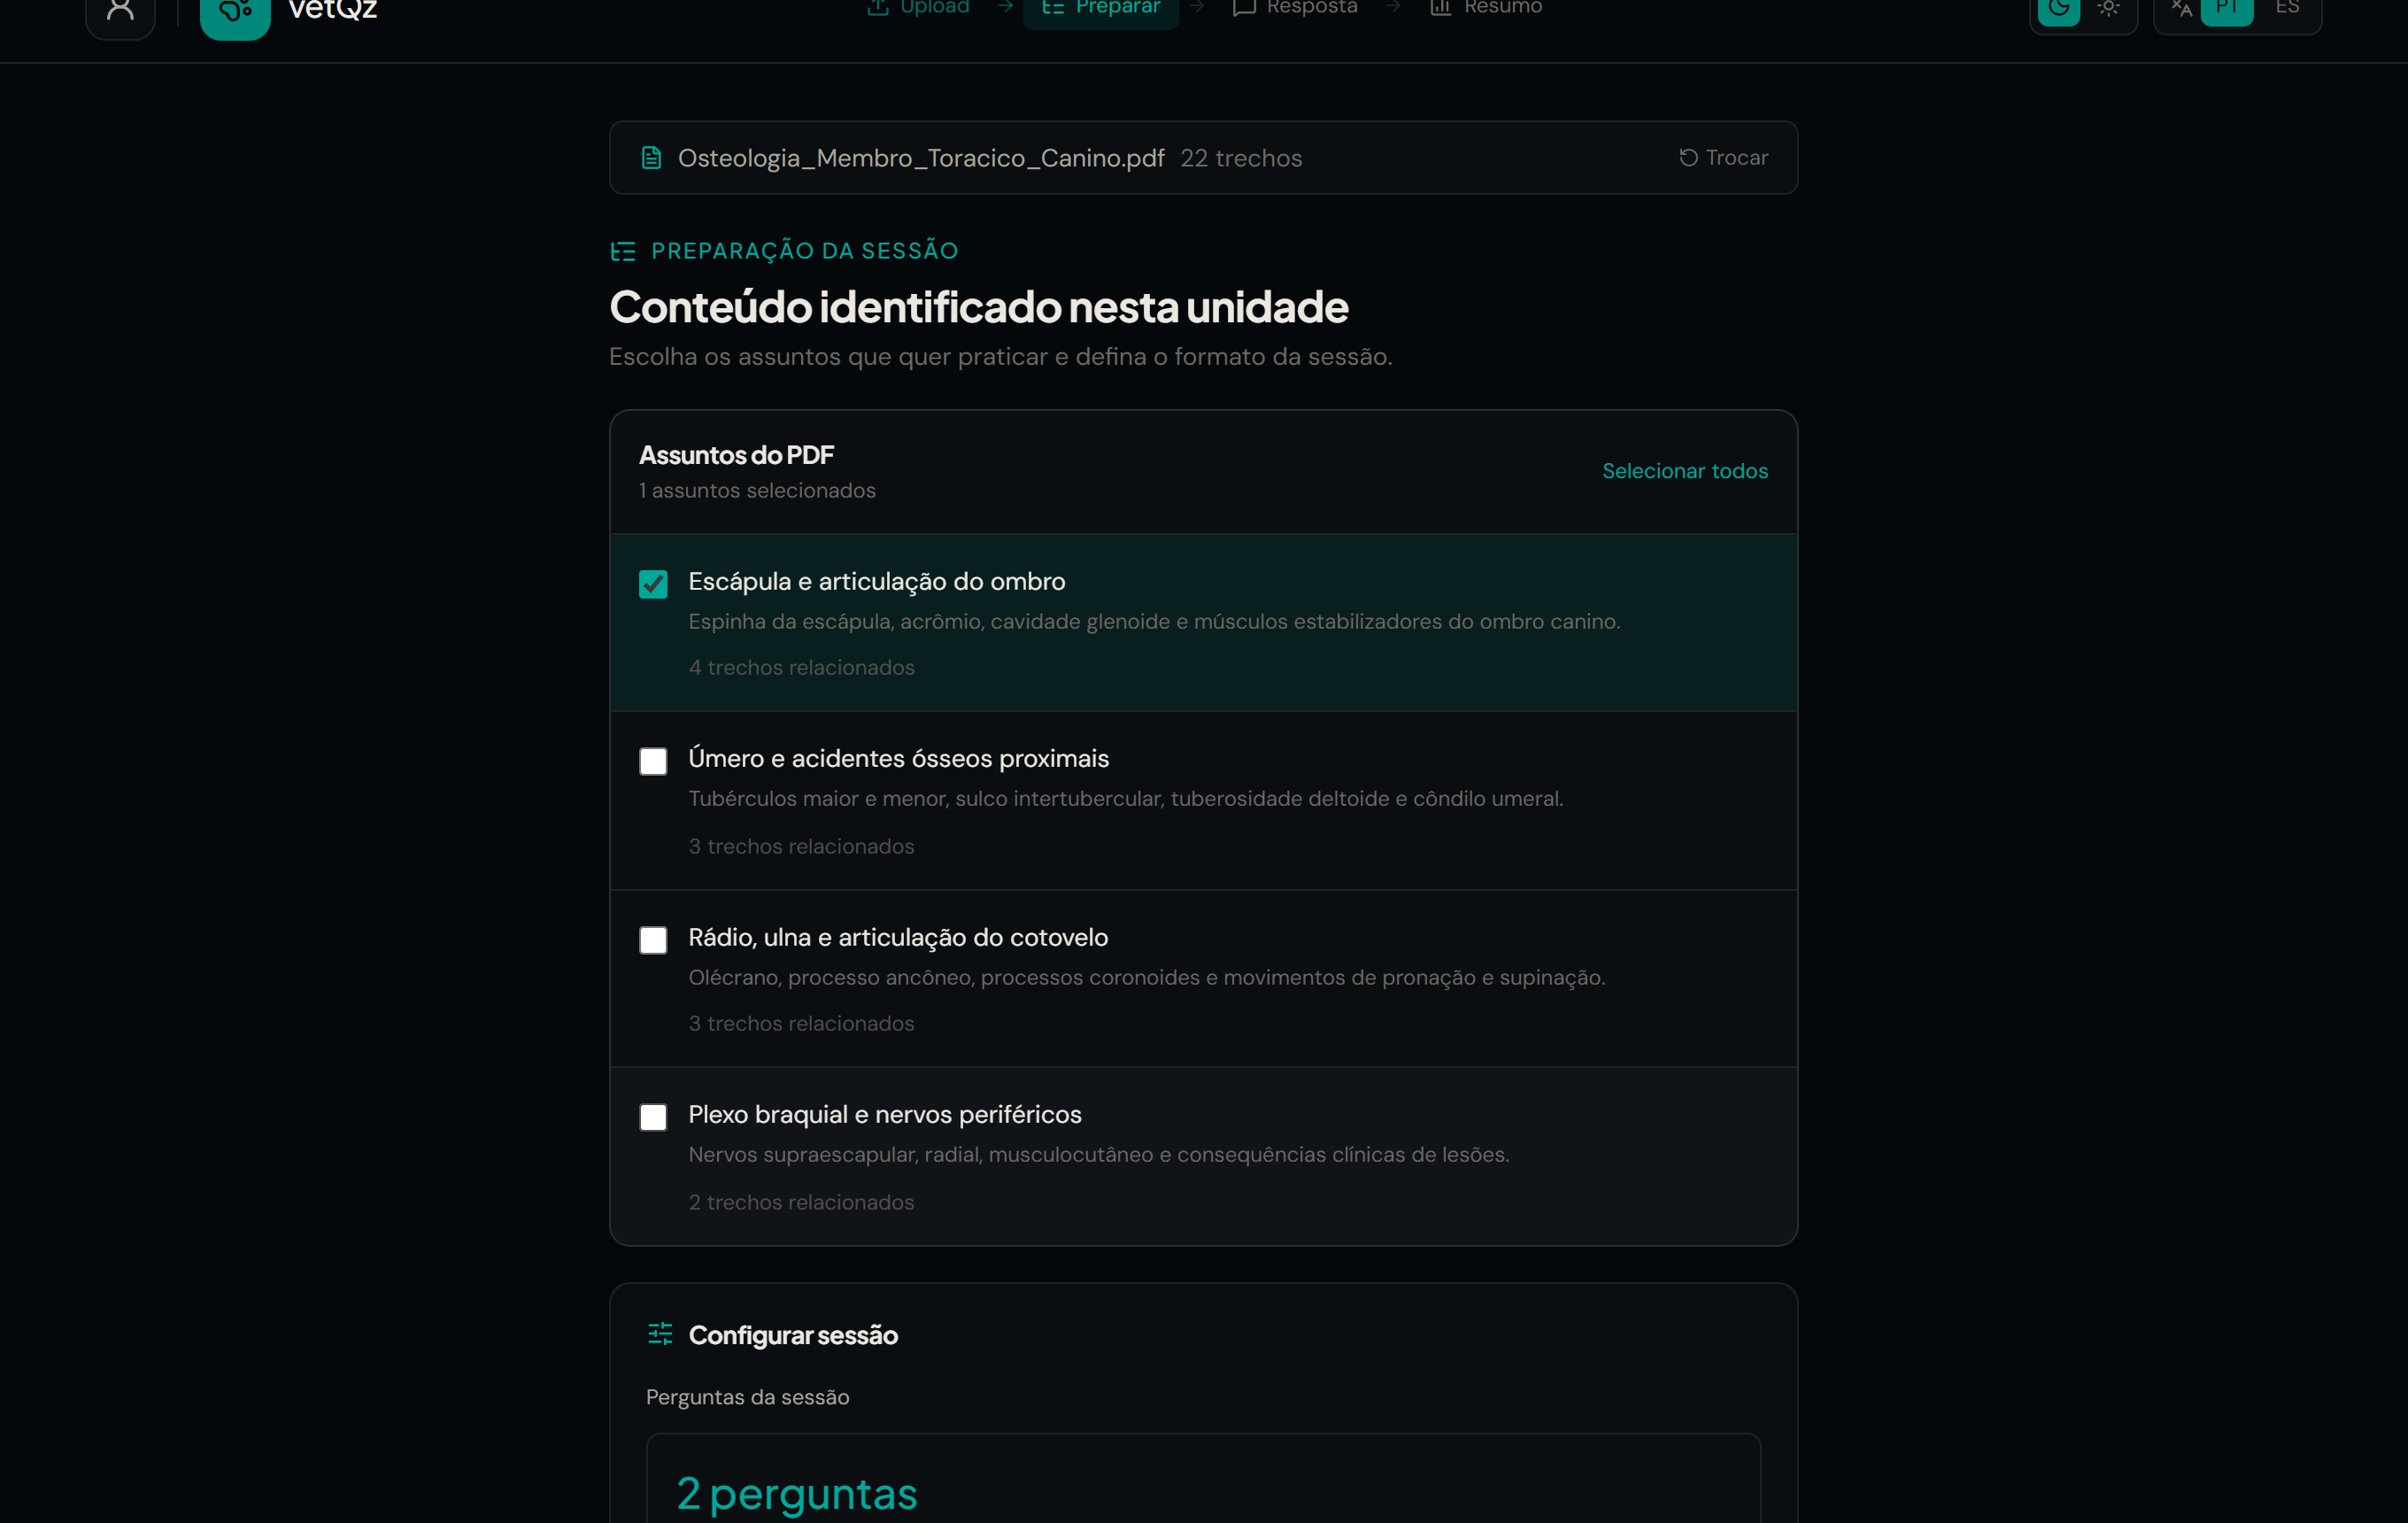 vetQz
Upload
Preparar
Resposta
Resumo
PT
ES
Osteologia_Membro_Toracico_Canino.pdf 22 trechos
Trocar
PREPARAÇÃO DA SESSÃO
Conteúdo identificado nesta unidade
Escolha os assuntos que quer praticar e defina o formato da sessão.
Assuntos do PDF
1 assuntos selecionados
Selecionar todos
Escápula e articulação do ombro
Espinha da escápula, acrômio, cavidade glenoide e músculos estabilizadores do ombro canino.
4 trechos relacionados
Úmero e acidentes ósseos proximais
Tubérculos maior e menor, sulco intertubercular, tuberosidade deltoide e côndilo umeral.
3 trechos relacionados
Rádio, ulna e articulação do cotovelo
Olécrano, processo ancôneo, processos coronoides e movimentos de pronação e supinação.
3 trechos relacionados
Plexo braquial e nervos periféricos
Nervos supraescapular, radial, musculocutâneo e consequências clínicas de lesões.
2 trechos relacionados
Configurar sessão
Perguntas da sessão
2 perguntas